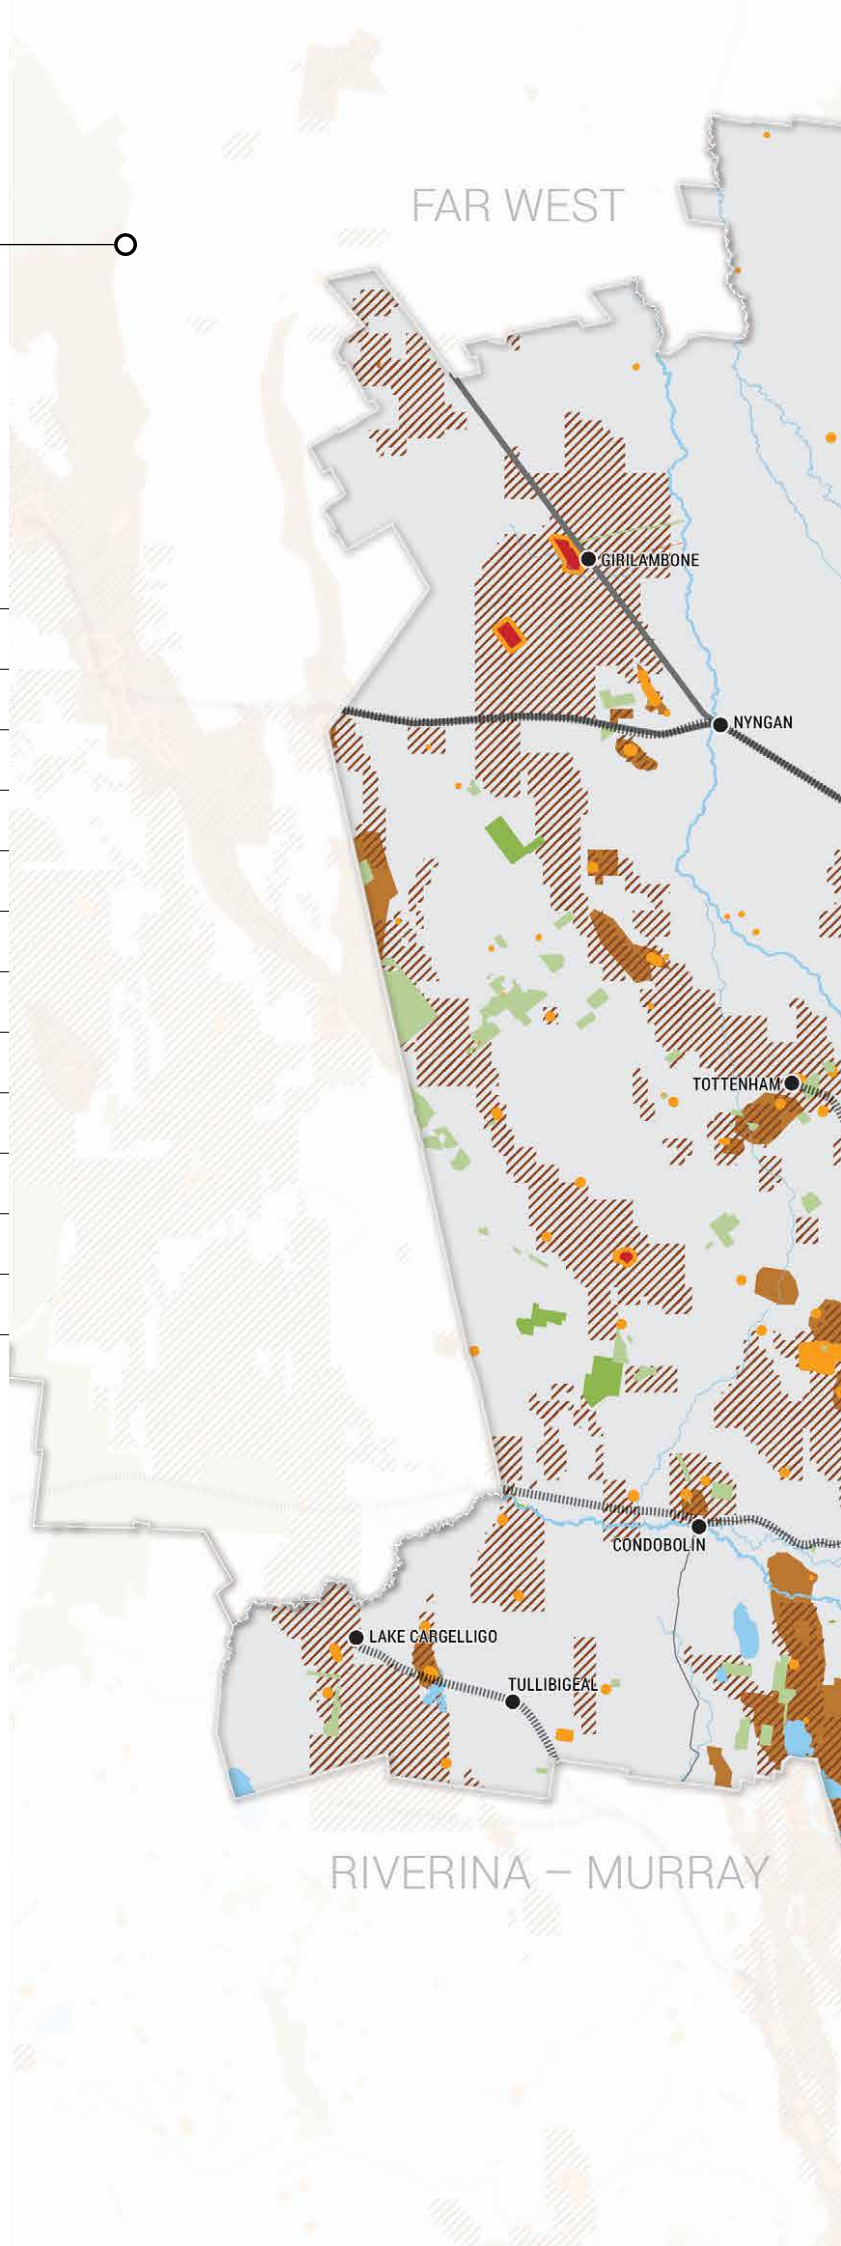 FAR WEST
GIRILAMBONE
NYNGAN
TOTTENHAM
CONDOBOLIN
LAKE CARGELLIGO
TULLIBIGEAL
RIVERINA – MURRAY